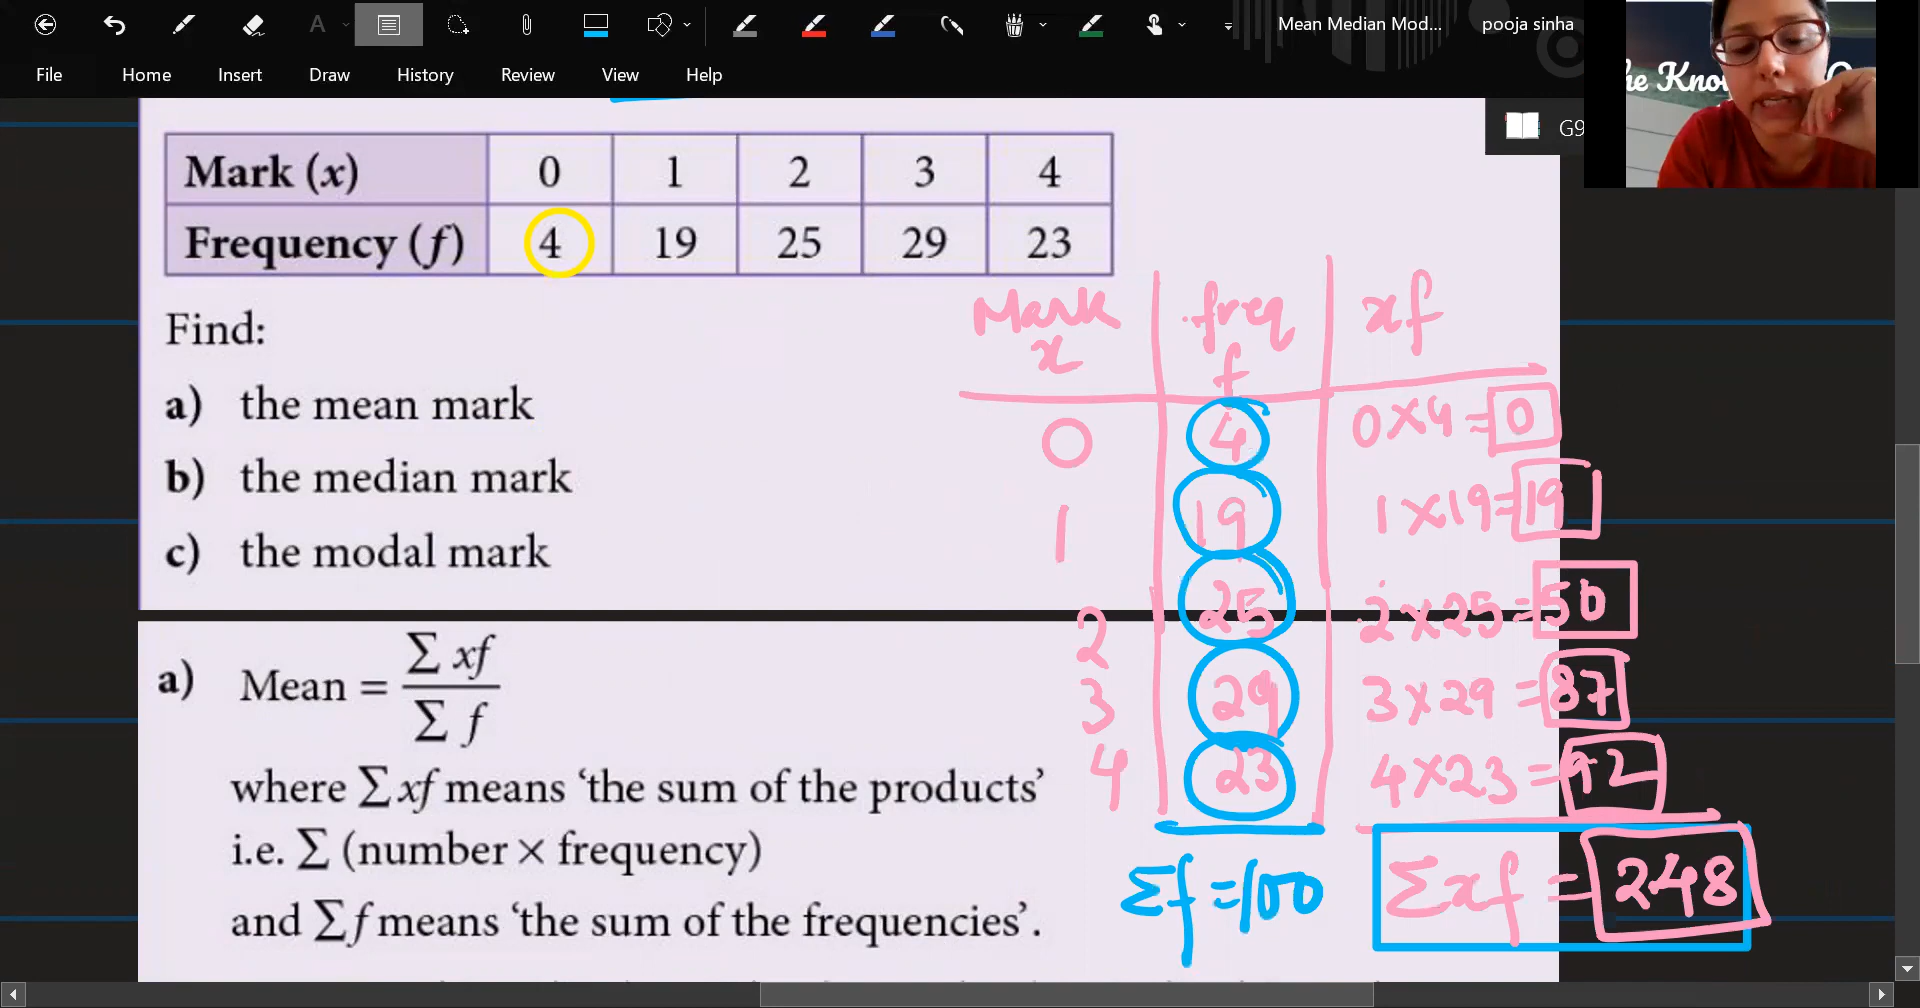 Mean Median Mod... pooja sinha
File Home Insert Draw History Review View Help
G9
Mark (x) 0 1 2 3 4
Frequency (f) 4 19 25 29 23
Find:
a) the mean mark
b) the median mark
c) the modal mark
a) Mean = Σ xf / Σ f
where Σ xf means ‘the sum of the products’
i.e. Σ (number × frequency)
and Σ f means ‘the sum of the frequencies’.
Mark x freq f xf
0 4 0×4=0
1 19 1×19=19
2 25 2×25=50
3 29 3×29=87
4 23 4×23=92
Σf=100 Σxf=248